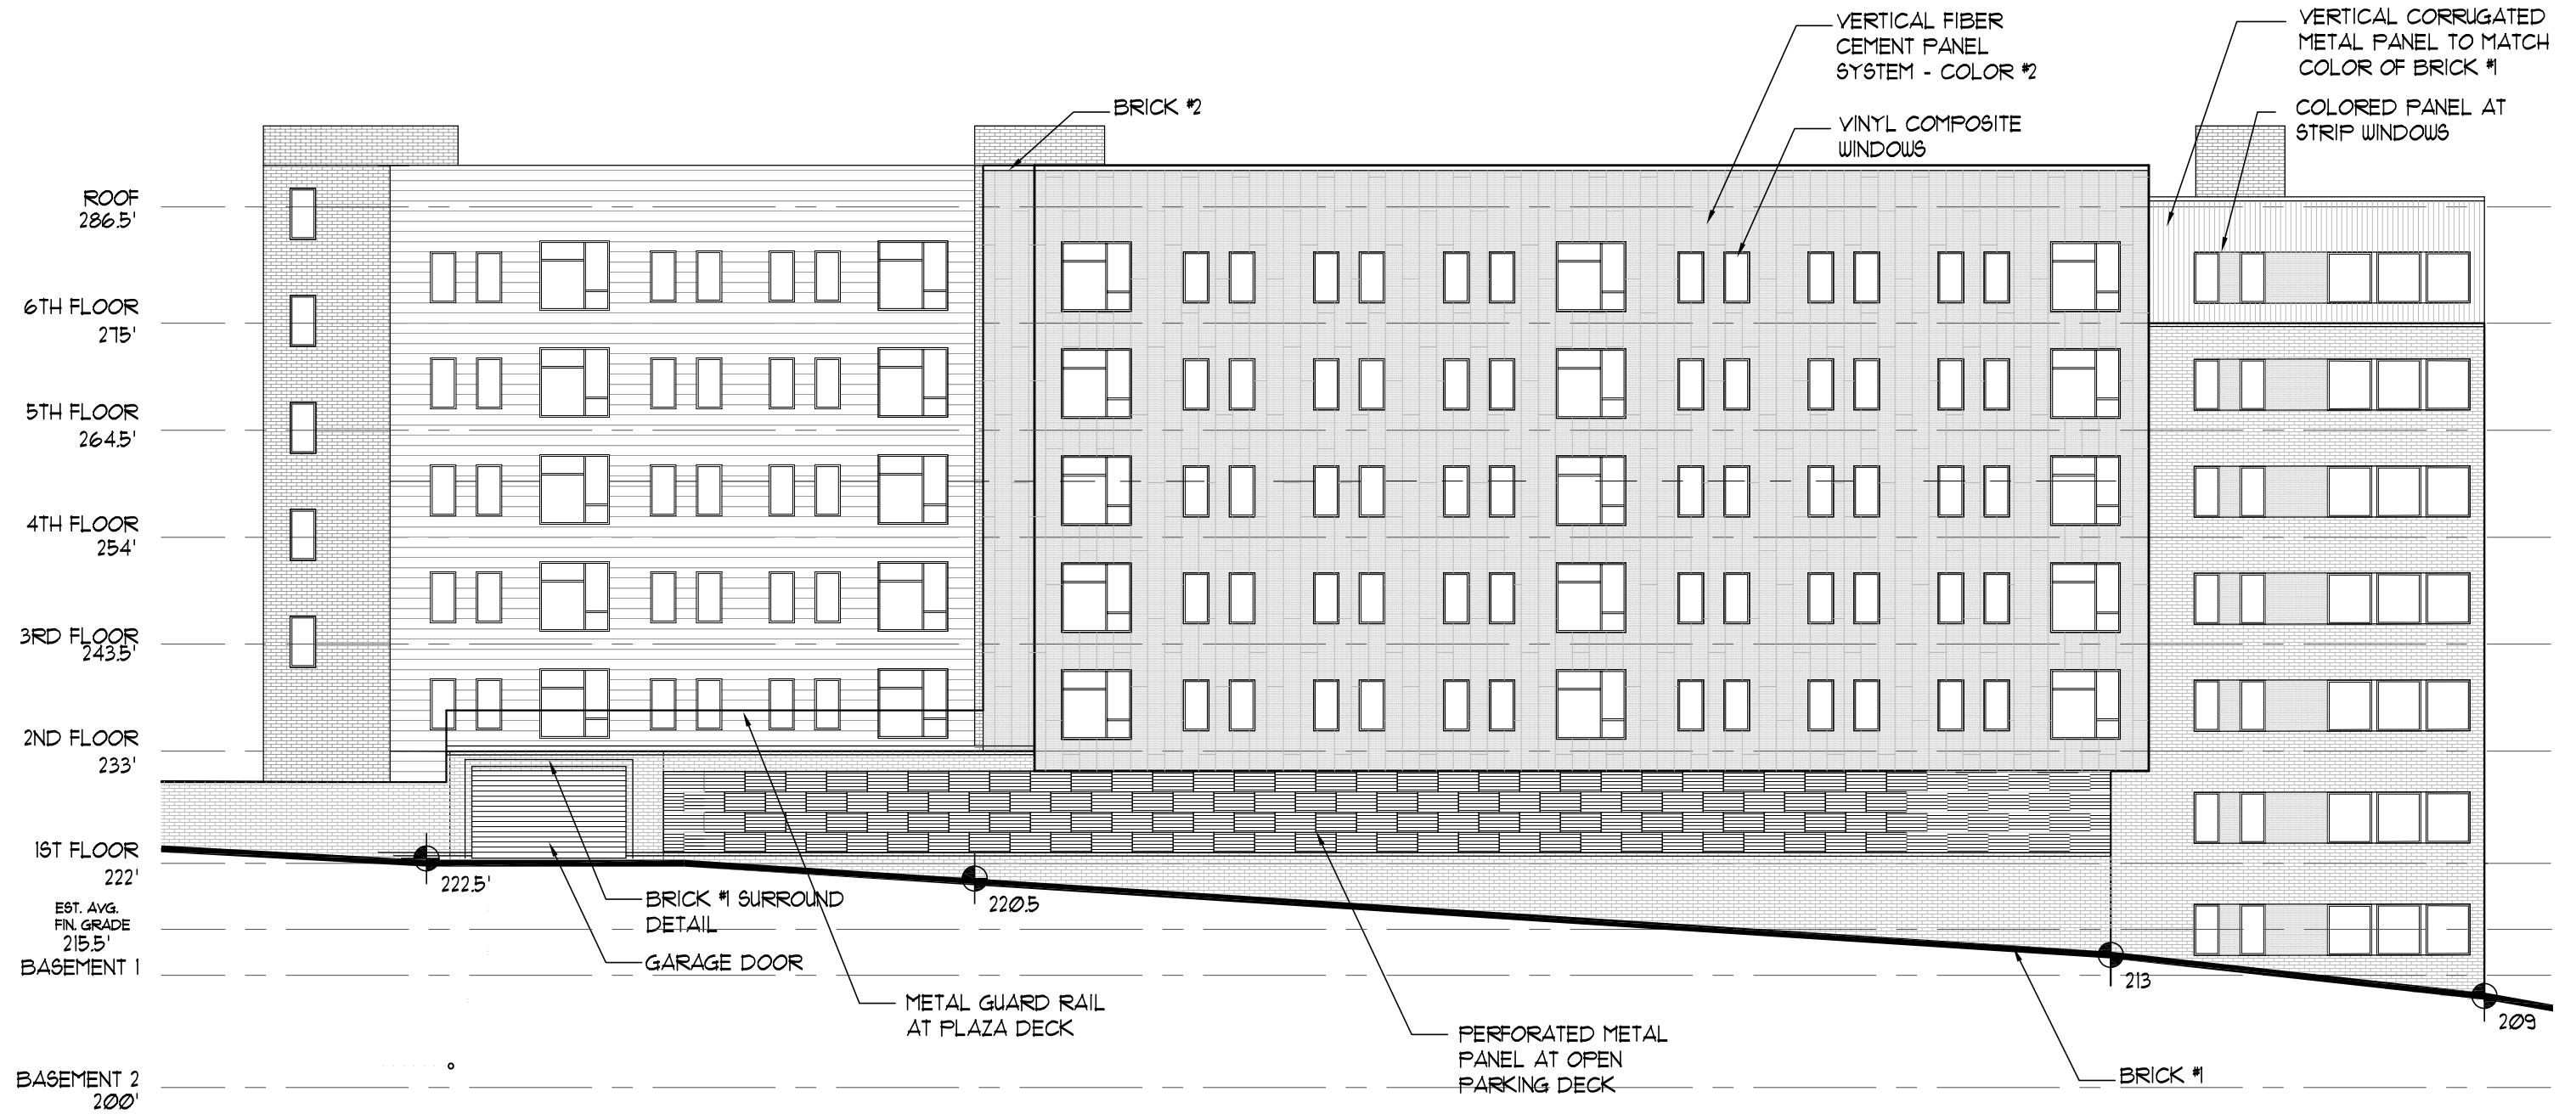 VERTICAL FIBER
CEMENT PANEL
SYSTEM - COLOR #2
VERTICAL CORRUGATED
METAL PANEL TO MATCH
COLOR OF BRICK #1
BRICK #2
VINYL COMPOSITE
WINDOWS
COLORED PANEL AT
STRIP WINDOWS
ROOF
286.5'
6TH FLOOR
275'
5TH FLOOR
264.5'
4TH FLOOR
254'
3RD FLOOR
243.5'
2ND FLOOR
233'
1ST FLOOR
222'
EST. AVG.
FIN. GRADE
215.5'
BASEMENT 1
BASEMENT 2
200'
222.5'
220.5
213
209
BRICK #1 SURROUND
DETAIL
GARAGE DOOR
METAL GUARD RAIL
AT PLAZA DECK
PERFORATED METAL
PANEL AT OPEN
PARKING DECK
BRICK #1